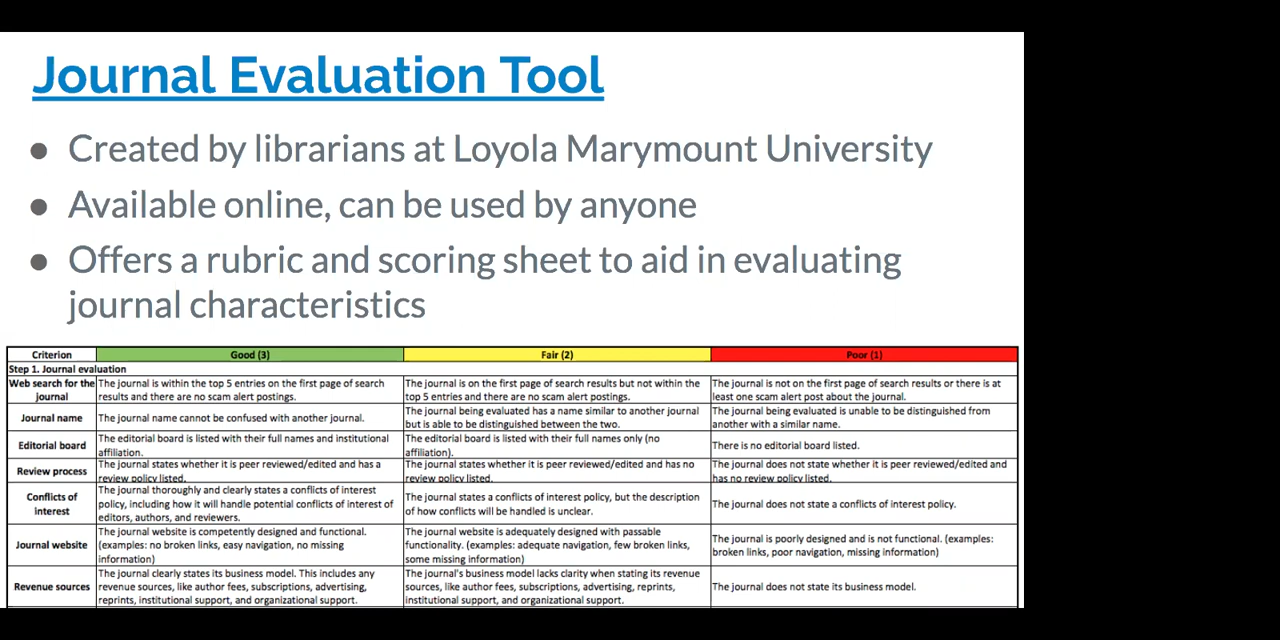 Journal Evaluation Tool
● Created by librarians at Loyola Marymount University
● Available online, can be used by anyone
● Offers a rubric and scoring sheet to aid in evaluating
journal characteristics
Criterion Good (3) Fair (2) Poor (1)
Step 1. Journal evaluation
Web search for the
journal
The journal is within the top 5 entries on the first page of search
results and there are no scam alert postings.
The journal is on the first page of search results but not within the
top 5 entries and there are no scam alert postings.
The journal is not on the first page of search results or there is at
least one scam alert post about the journal.
Journal name
The journal name cannot be confused with another journal.
The journal being evaluated has a name similar to another journal
but is able to be distinguished between the two.
The journal being evaluated is unable to be distinguished from
another with a similar name.
Editorial board
The editorial board is listed with their full names and institutional
affiliation.
The editorial board is listed with their full names only (no
affiliation).
There is no editorial board listed.
Review process
The journal states whether it is peer reviewed/edited and has a
review policy listed.
The journal states whether it is peer reviewed/edited and has no
review policy listed.
The journal does not state whether it is peer reviewed/edited and
has no review policy listed.
Conflicts of
interest
The journal thoroughly and clearly states a conflicts of interest
policy, including how it will handle potential conflicts of interest of
editors, authors, and reviewers.
The journal states a conflicts of interest policy, but the description
of how conflicts will be handled is unclear.
The journal does not state a conflicts of interest policy.
Journal website
The journal website is competently designed and functional.
(examples: no broken links, easy navigation, no missing
information)
The journal website is adequately designed with passable
functionality. (examples: adequate navigation, few broken links,
some missing information)
The journal is poorly designed and is not functional. (examples:
broken links, poor navigation, missing information)
Revenue sources
The journal clearly states its business model. This includes any
revenue sources, like author fees, subscriptions, advertising,
reprints, institutional support, and organizational support.
The journal's business model lacks clarity when stating its revenue
sources, like author fees, subscriptions, advertising, reprints,
institutional support, and organizational support.
The journal does not state its business model.